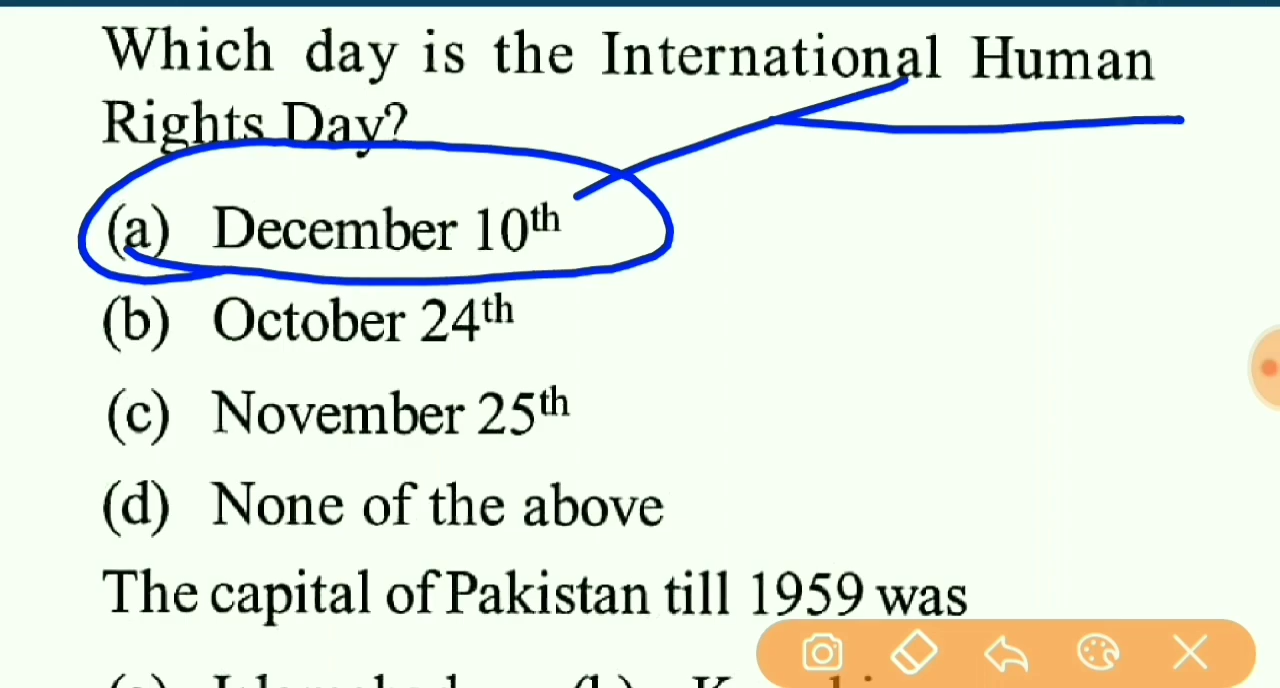 Which day is the International Human
Rights Day?
(a) December 10th
(b) October 24th
(c) November 25th
(d) None of the above
The capital of Pakistan till 1959 was